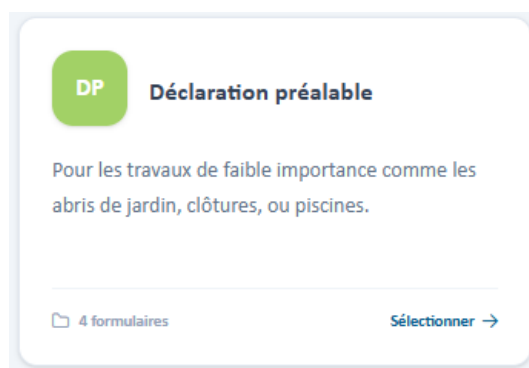 DP
Déclaration préalable
Pour les travaux de faible importance comme les
abris de jardin, clôtures, ou piscines.
4 formulaires
Sélectionner →